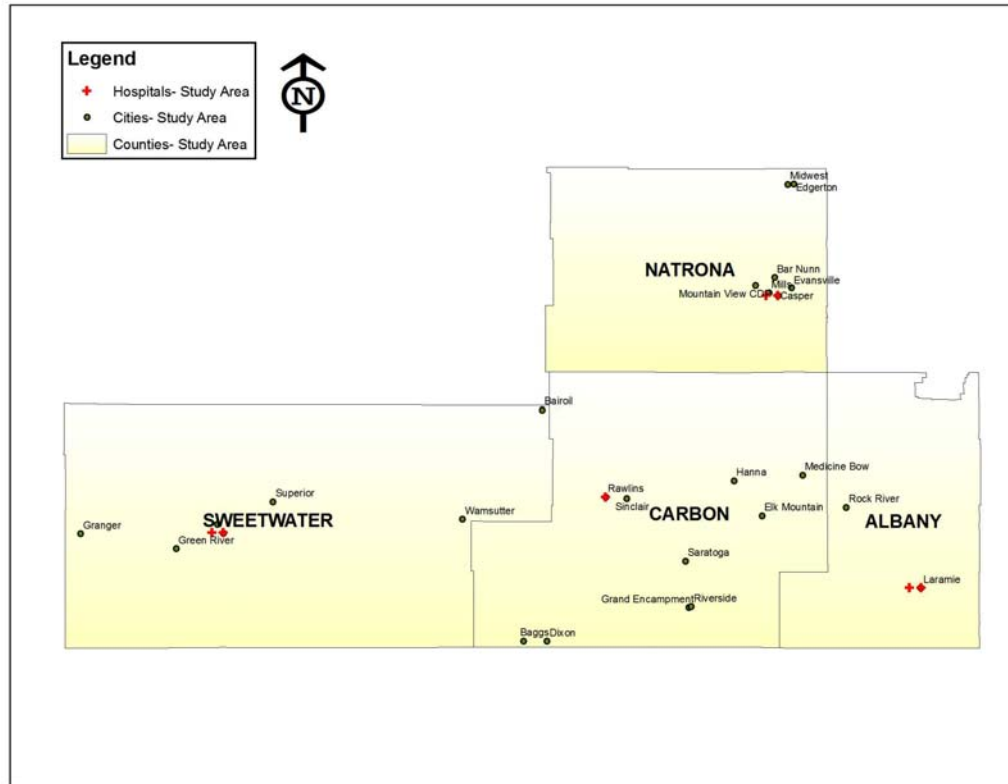 Legend
Hospitals- Study Area
Cities- Study Area
Counties- Study Area
N
Midwest
Edgerton
NATRONA
Bar Nunn
Evansville
Mills
Mountain View CD
Casper
Bairoil
Superior
SWEETWATER
Granger
Green River
Wamsutter
Rawlins
Sinclair
CARBON
Hanna
Medicine Bow
Elk Mountain
Rock River
ALBANY
Saratoga
Grand Encampment
Riverside
Laramie
Baggs
Dixon